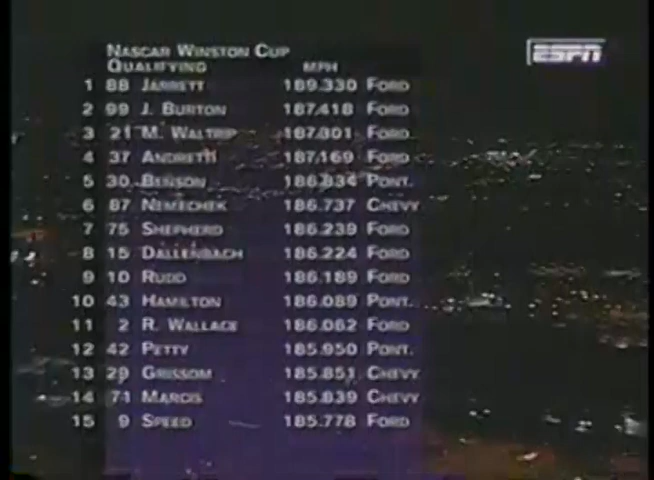 NASCAR WINSTON CUP
ESPN
QUALIFYING MPH
1 88 JARRETT 189.330 FORD
2 99 J. BURTON 187.418 FORD
3 21 M. WALTRIP 187.301 FORD
4 37 ANDRETTI 187.169 FORD
5 30 BENSON 186.834 PONT.
6 87 NEMECHEK 186.737 CHEVY
7 75 SHEPHERD 186.239 FORD
8 15 DALLENBACH 186.224 FORD
9 10 RUDD 186.189 FORD
10 43 HAMILTON 186.089 PONT.
11 2 R. WALLACE 186.062 FORD
12 42 PETTY 185.950 PONT.
13 29 GRISSOM 185.851 CHEVY
14 71 MARCIS 185.839 CHEVY
15 9 SPEED 185.778 FORD